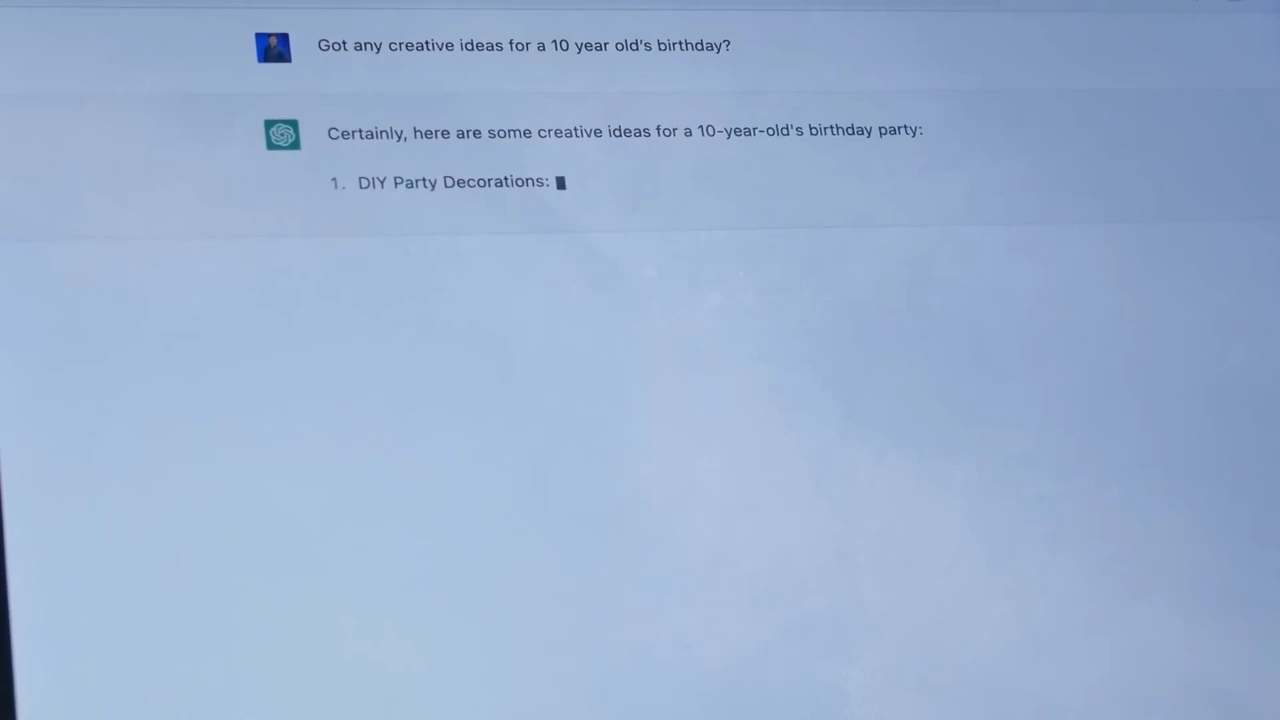 Got any creative ideas for a 10 year old's birthday?
Certainly, here are some creative ideas for a 10-year-old's birthday party:
1. DIY Party Decorations: